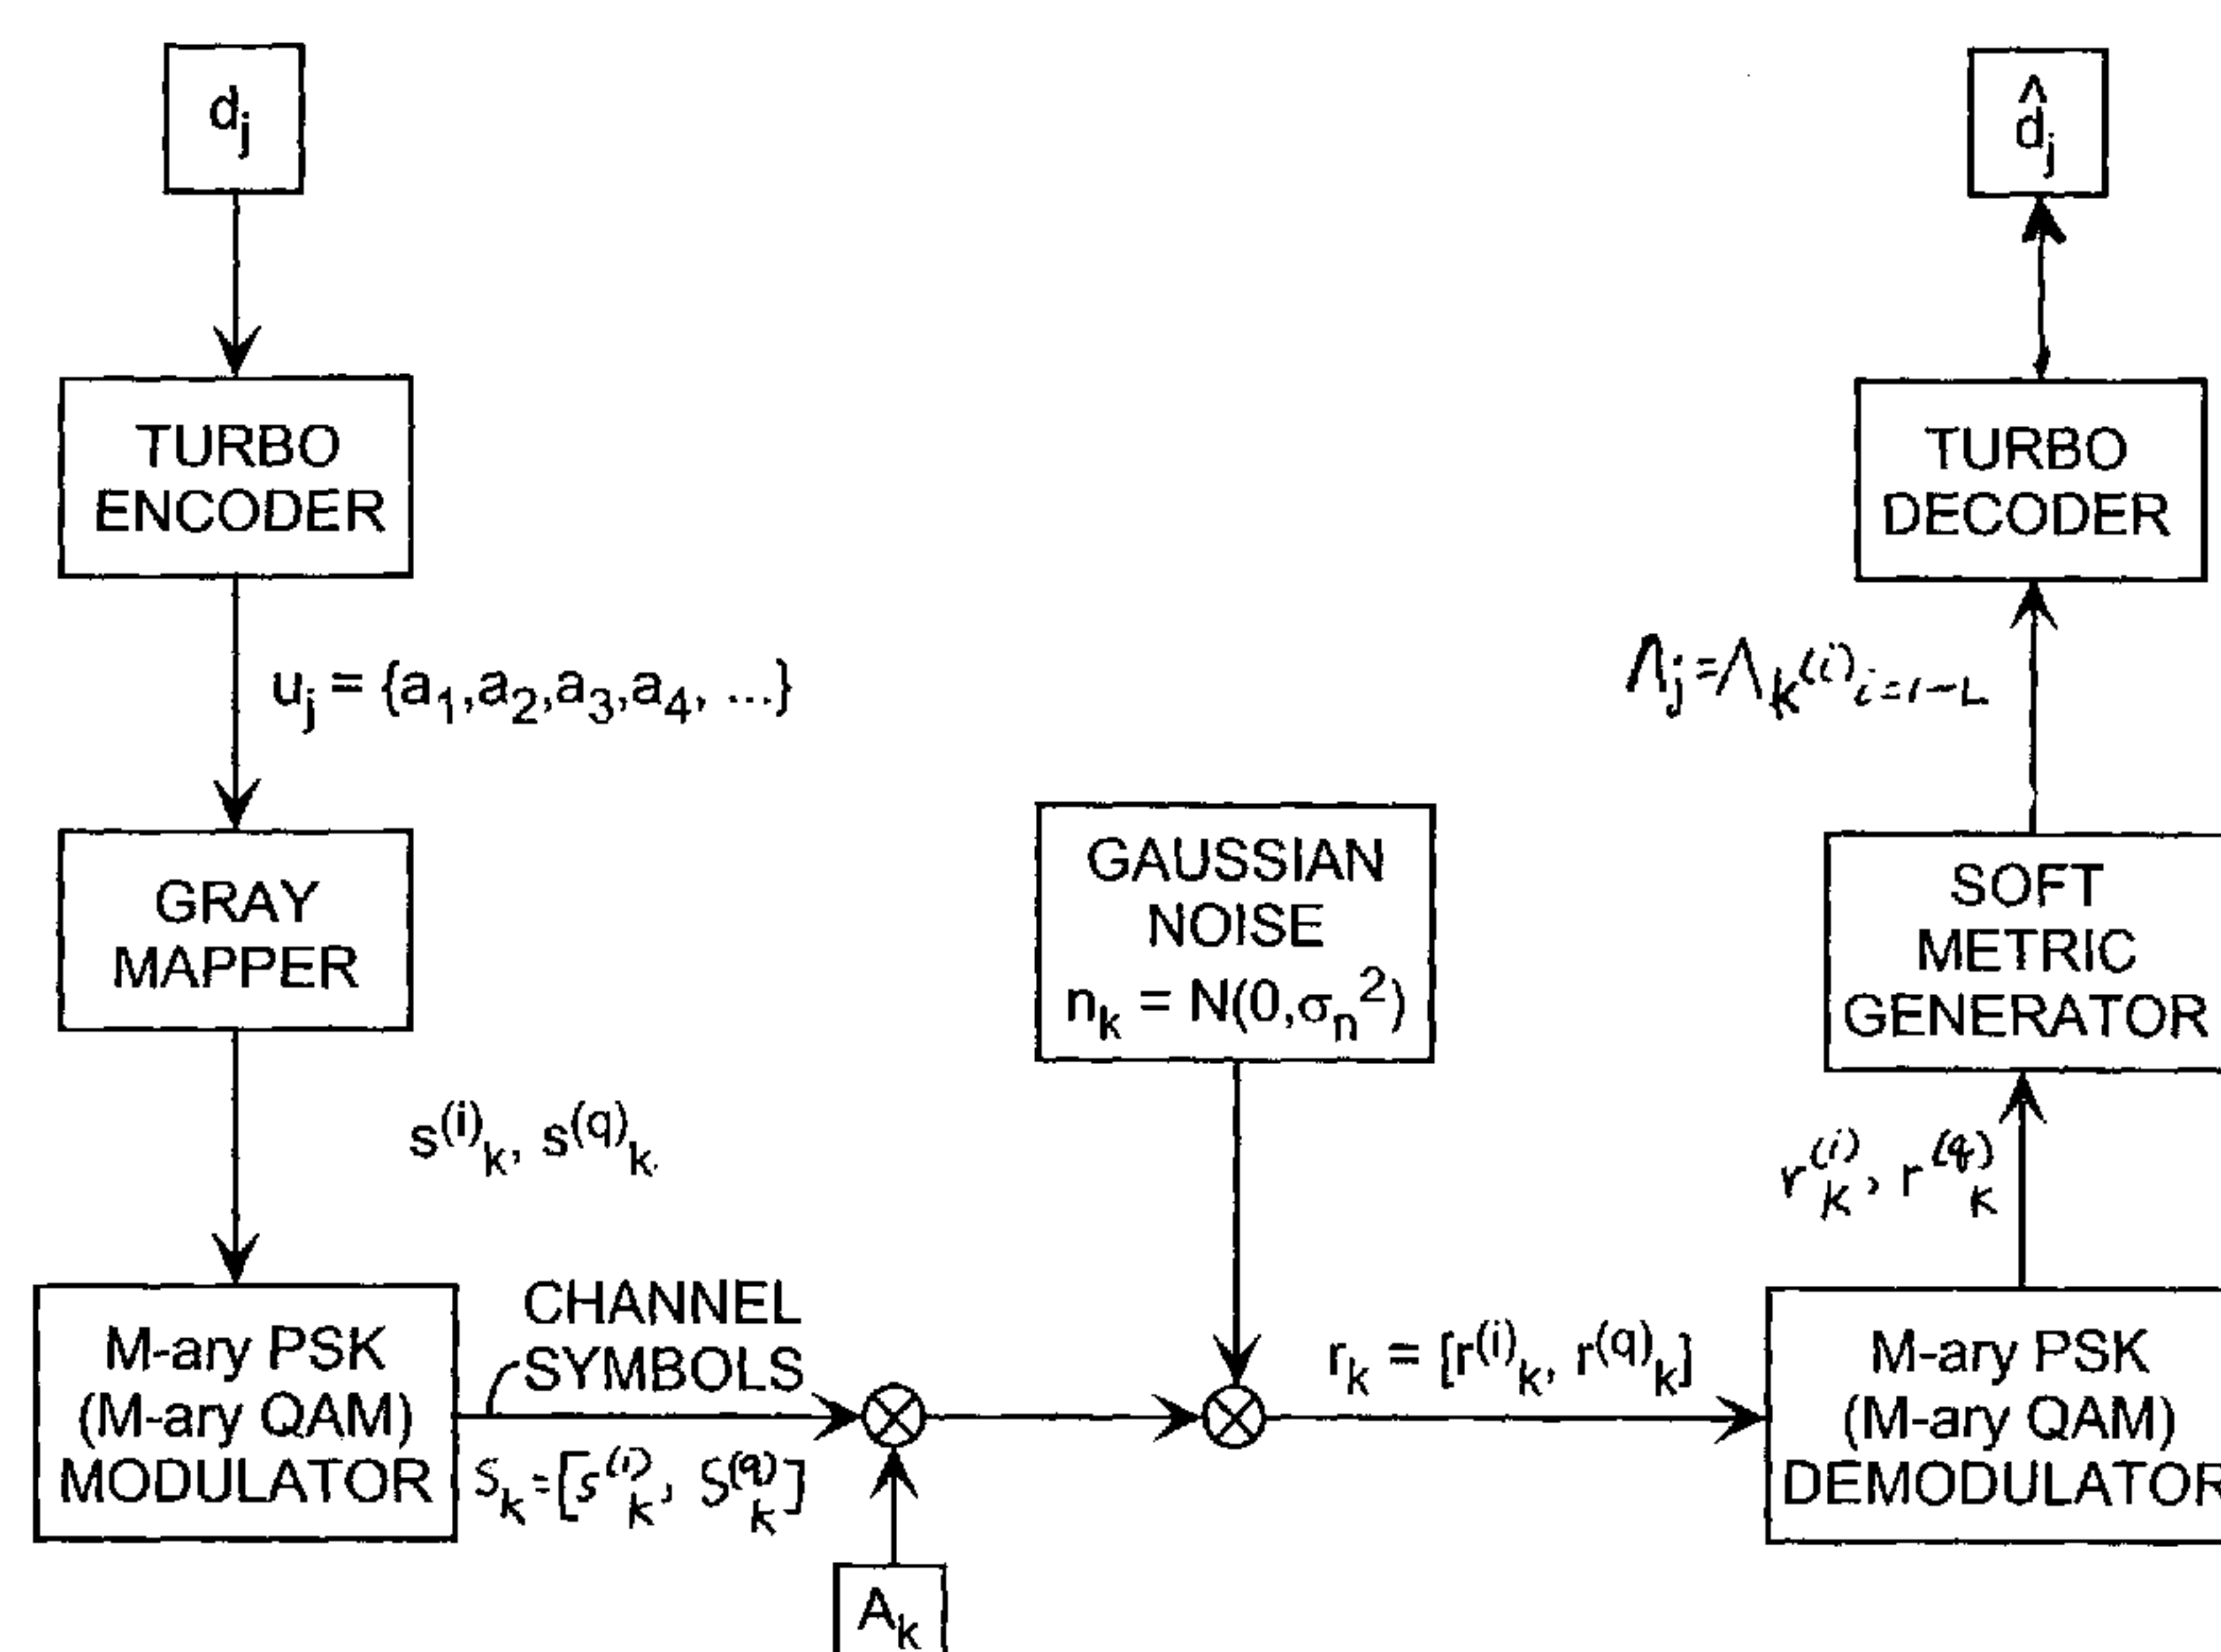 d_j
TURBO
ENCODER
u_j = {a_1,a_2,a_3,a_4, ...}
GRAY
MAPPER
s^(i)_k, s^(q)_k
M-ary PSK
(M-ary QAM)
MODULATOR
CHANNEL
SYMBOLS
S_k=[s^(i)_k, S^(q)_k]
A_k
GAUSSIAN
NOISE
n_k = N(0,σ_n^2)
r_k = [r^(i)_k, r^(q)_k]
M-ary PSK
(M-ary QAM)
DEMODULATOR
r^(i)_k, r^(q)_k
SOFT
METRIC
GENERATOR
Λ_j=Λ_k^(i)_i=1-L
TURBO
DECODER
d̂_j